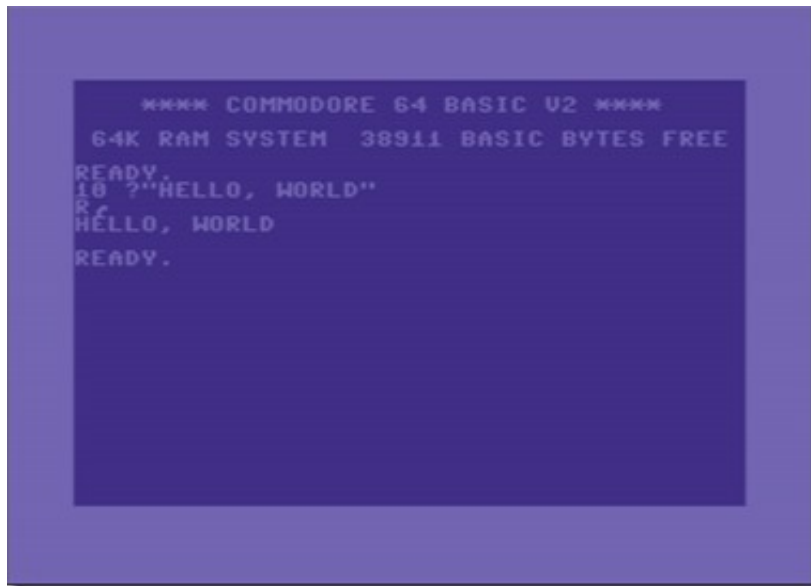 **** COMMODORE 64 BASIC V2 ****
64K RAM SYSTEM 38911 BASIC BYTES FREE
READY.
10 ?"HELLO, WORLD"
R╭
HELLO, WORLD
READY.